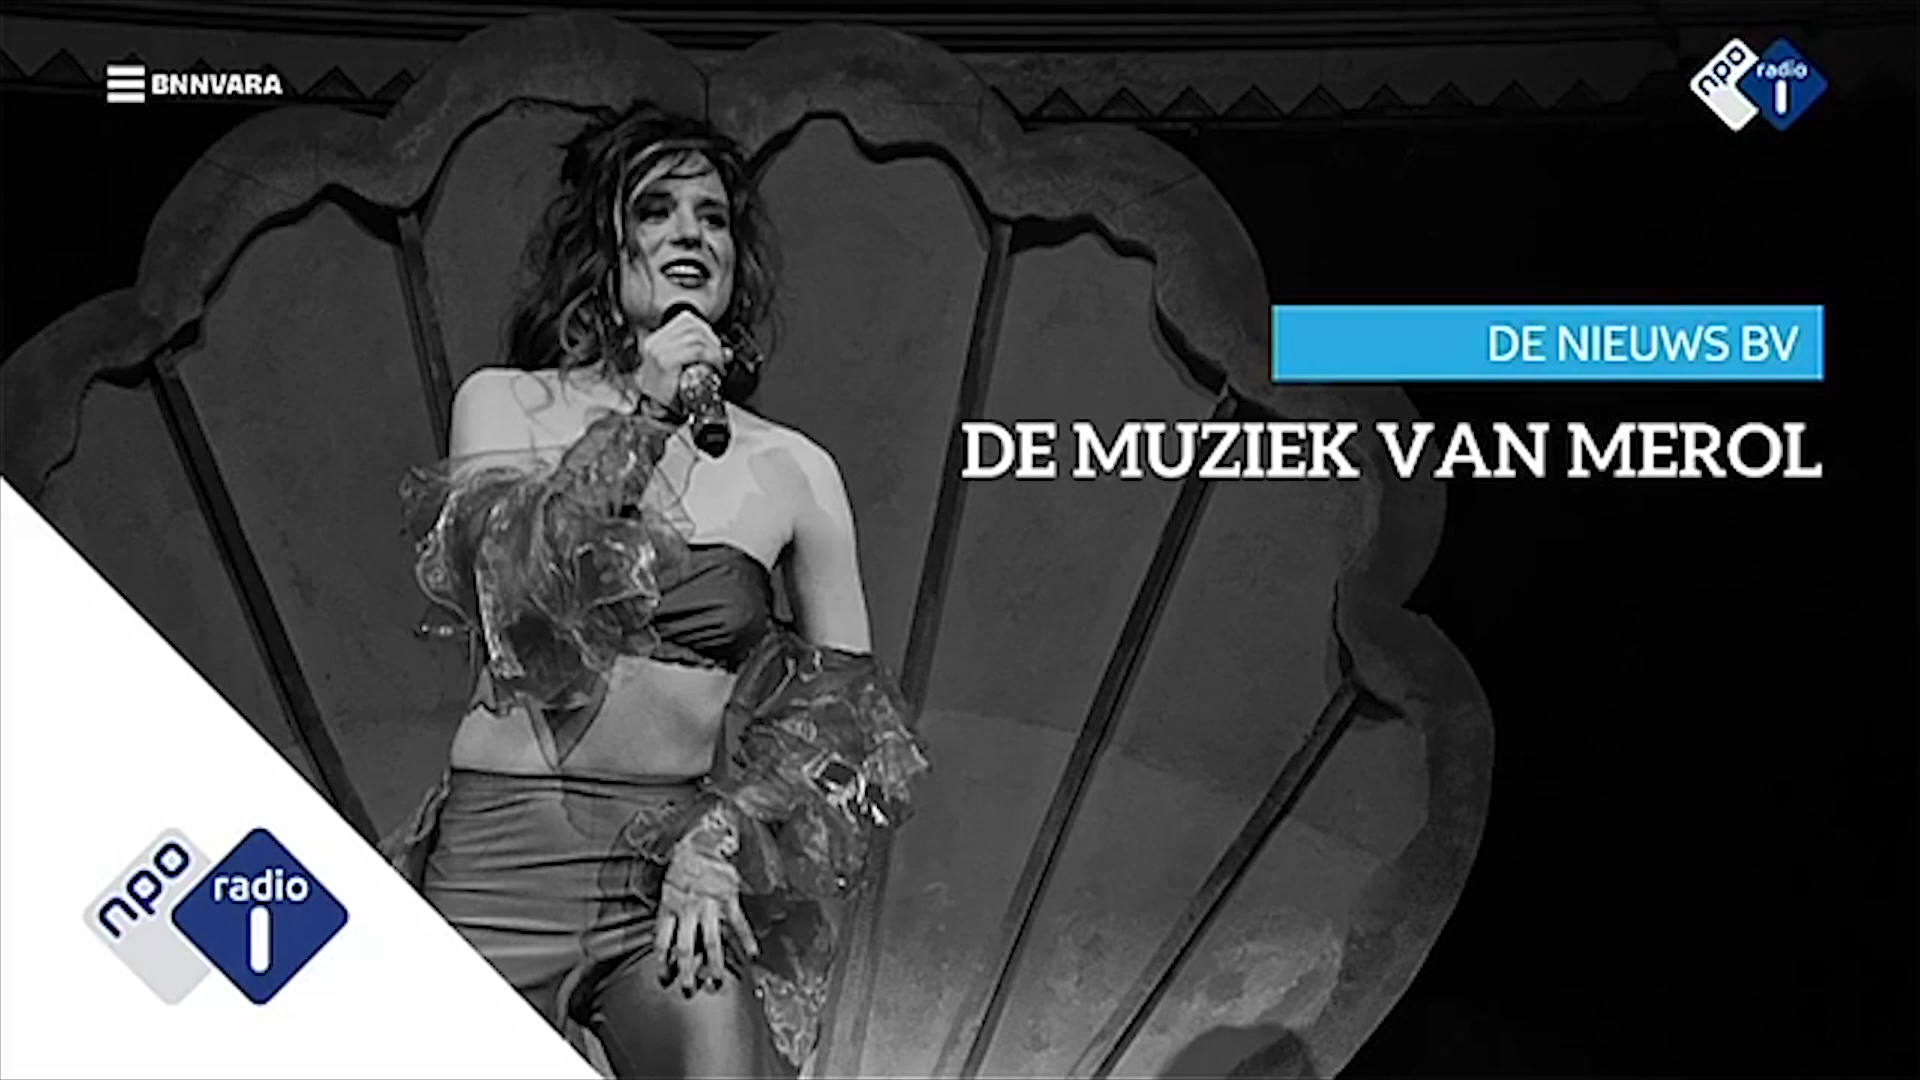 BNNVARA
npo radio 1
DE NIEUWS BV
DE MUZIEK VAN MEROL
npo radio 1